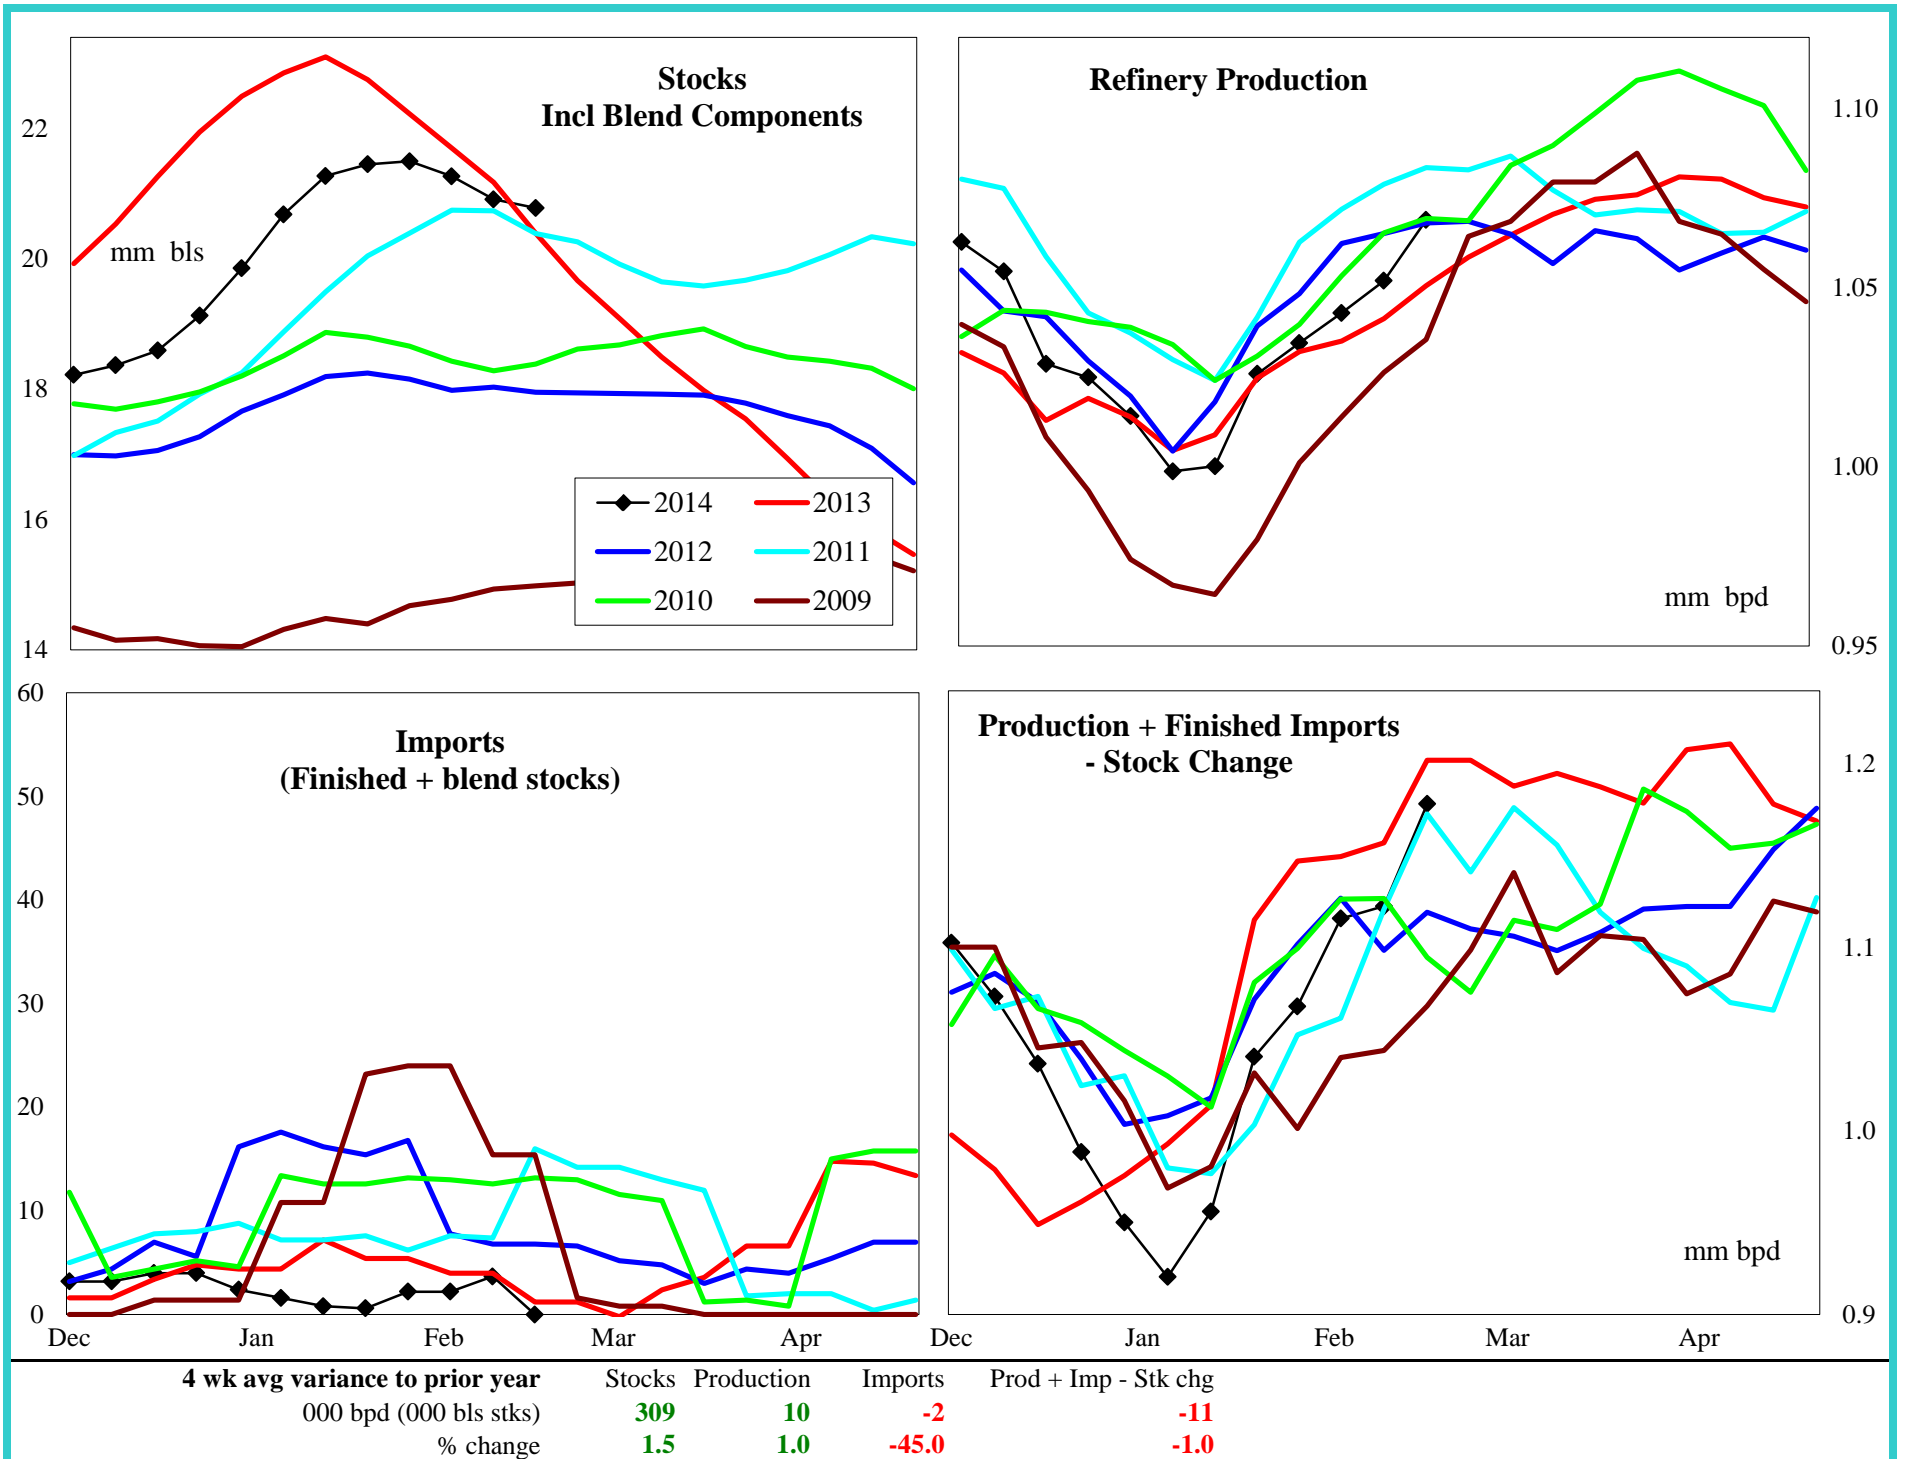 Stocks
Incl Blend Components
mm bls
22
20
18
16
14
2014 2013
2012 2011
2010 2009
Refinery Production
mm bpd
1.10
1.05
1.00
0.95
Imports
(Finished + blend stocks)
60
50
40
30
20
10
0
Dec Jan Feb Mar Apr
Production + Finished Imports
- Stock Change
mm bpd
1.2
1.1
1.0
0.9
Dec Jan Feb Mar Apr
4 wk avg variance to prior year Stocks Production Imports Prod + Imp - Stk chg
000 bpd (000 bls stks) 309 10 -2 -11
% change 1.5 1.0 -45.0 -1.0